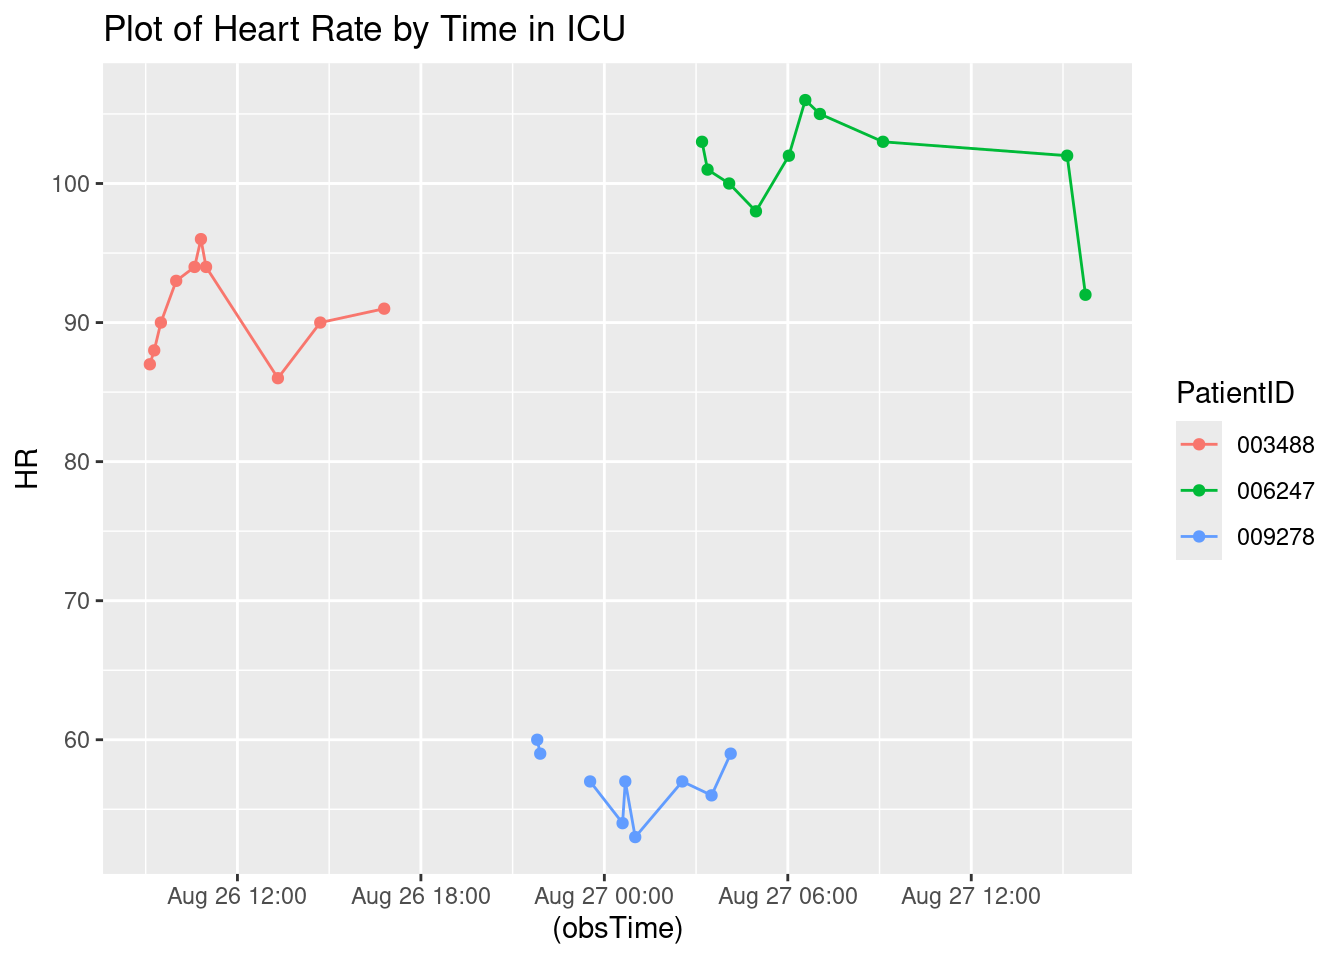 Plot of Heart Rate by Time in ICU
HR
100
90
80
70
60
Aug 26 12:00
Aug 26 18:00
Aug 27 00:00
Aug 27 06:00
Aug 27 12:00
(obsTime)
PatientID
003488
006247
009278